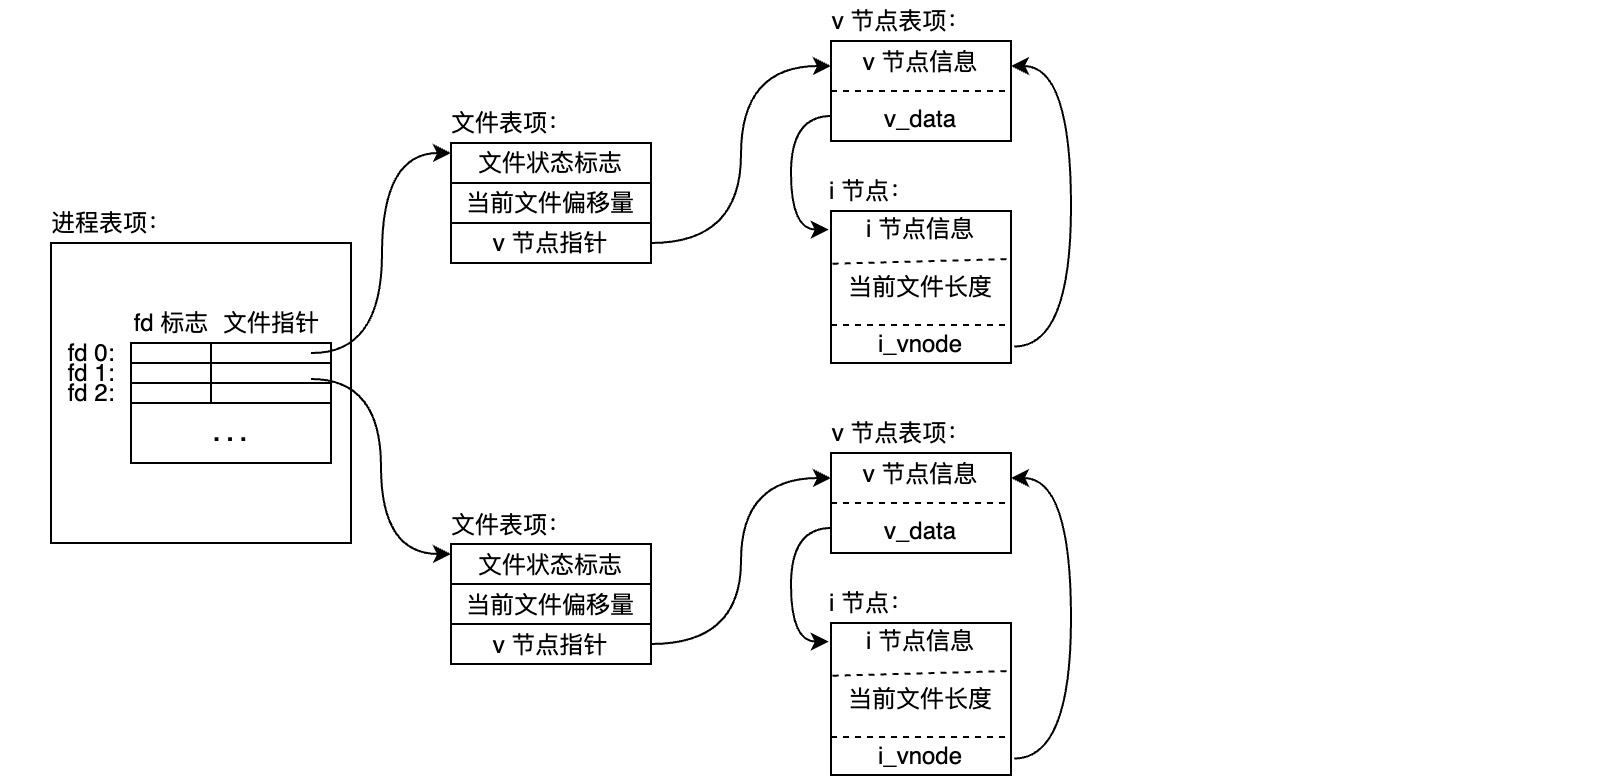 进程表项：
fd 标志 文件指针
fd 0:
fd 1:
fd 2:
...
文件表项：
文件状态标志
当前文件偏移量
v 节点指针
v 节点表项：
v 节点信息
v_data
i 节点：
i 节点信息
当前文件长度
i_vnode
文件表项：
文件状态标志
当前文件偏移量
v 节点指针
v 节点表项：
v 节点信息
v_data
i 节点：
i 节点信息
当前文件长度
i_vnode